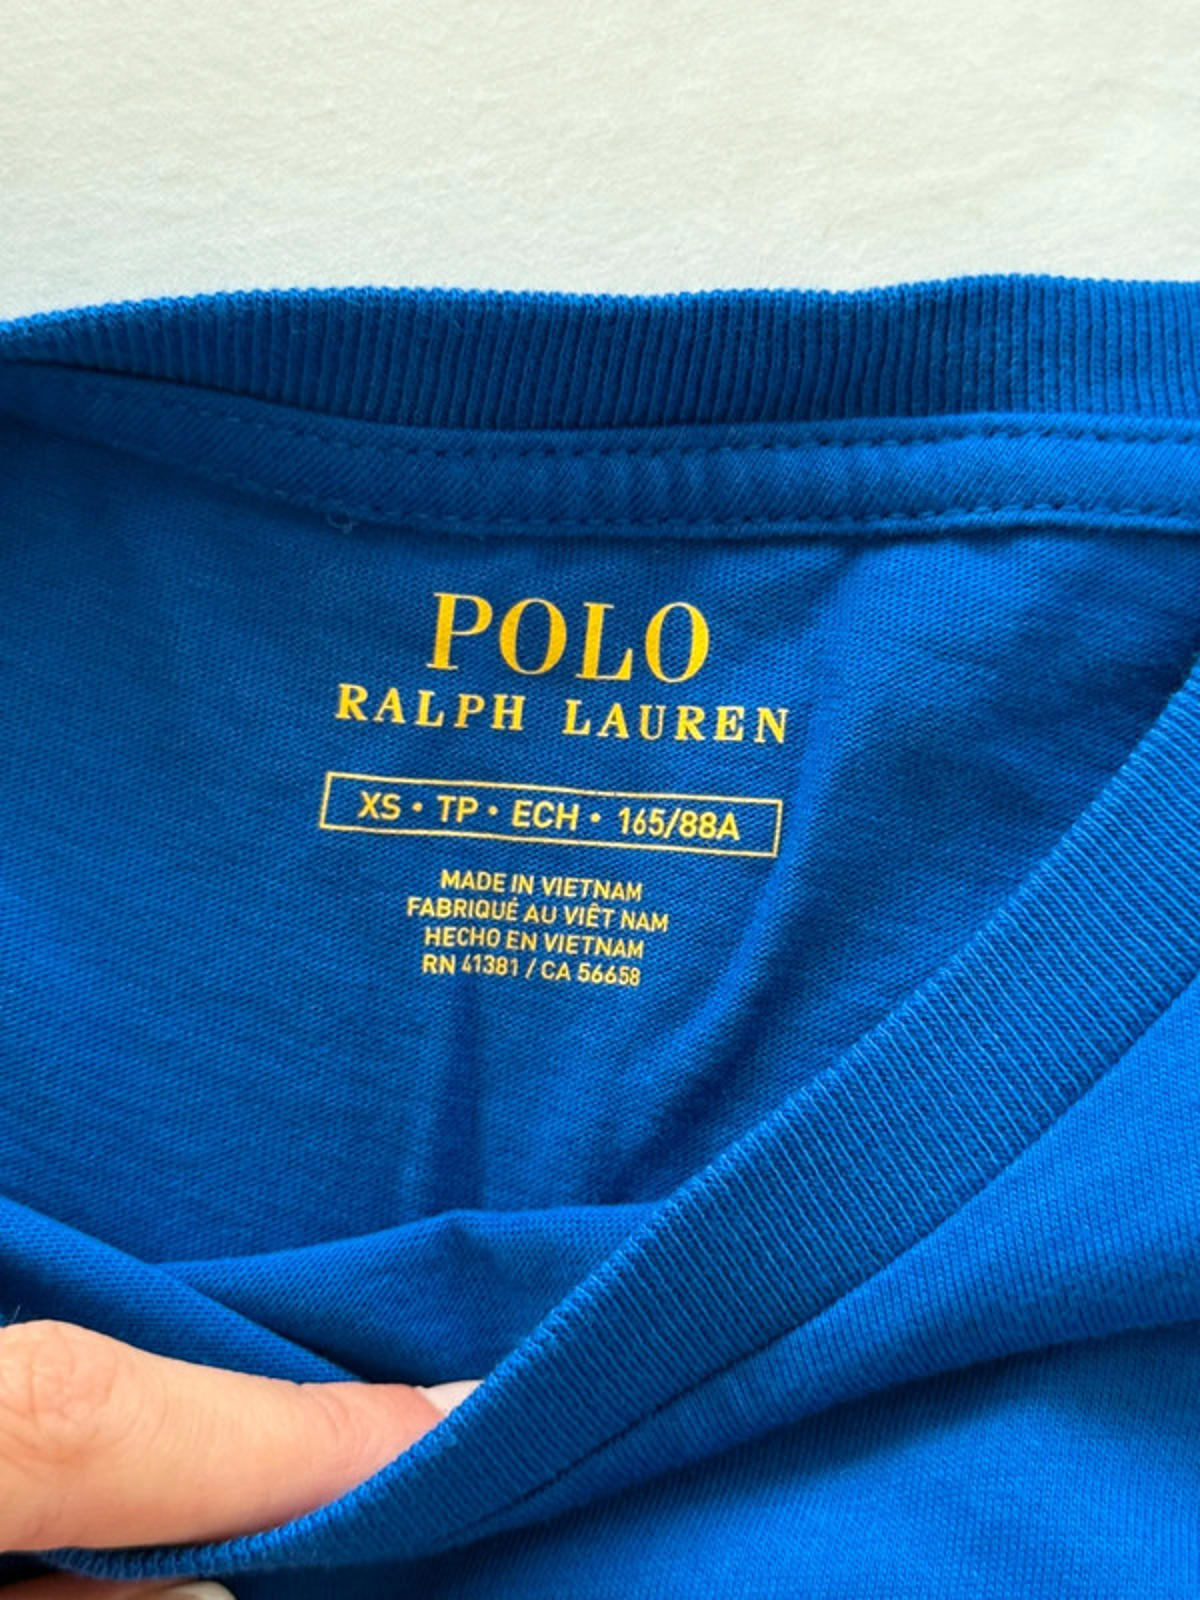 POLO
RALPH LAUREN
XS • TP • ECH • 165/88A
MADE IN VIETNAM
FABRIQUÉ AU VIÊT NAM
HECHO EN VIETNAM
RN 41381 / CA 56658